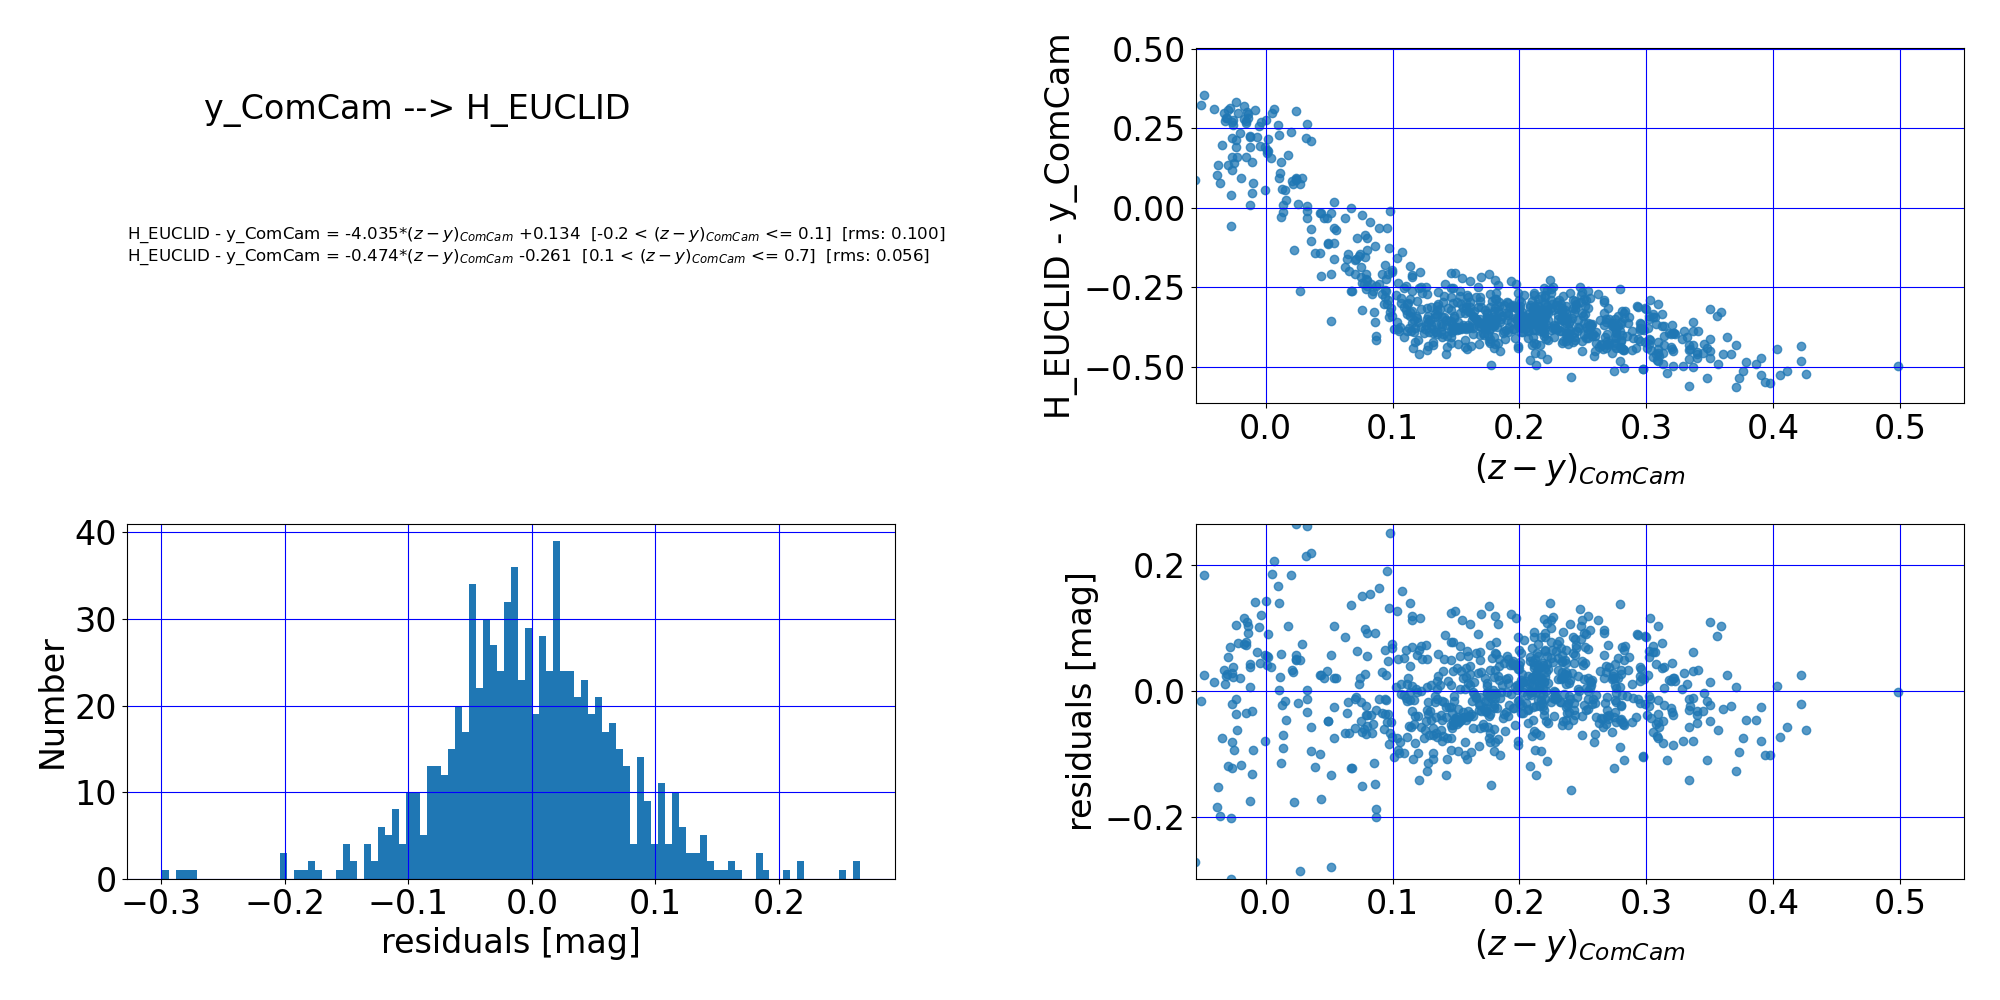 y_ComCam --> H_EUCLID
H_EUCLID - y_ComCam = -4.035*(z − y)ComCam +0.134 [-0.2 < (z − y)ComCam <= 0.1] [rms: 0.100]
H_EUCLID - y_ComCam = -0.474*(z − y)ComCam -0.261 [0.1 < (z − y)ComCam <= 0.7] [rms: 0.056]
H_EUCLID - y_ComCam
0.50
0.25
0.00
−0.25
−0.50
0.0 0.1 0.2 0.3 0.4 0.5
(z − y)ComCam
Number
40
30
20
10
0
−0.3 −0.2 −0.1 0.0 0.1 0.2
residuals [mag]
residuals [mag]
0.2
0.0
−0.2
0.0 0.1 0.2 0.3 0.4 0.5
(z − y)ComCam